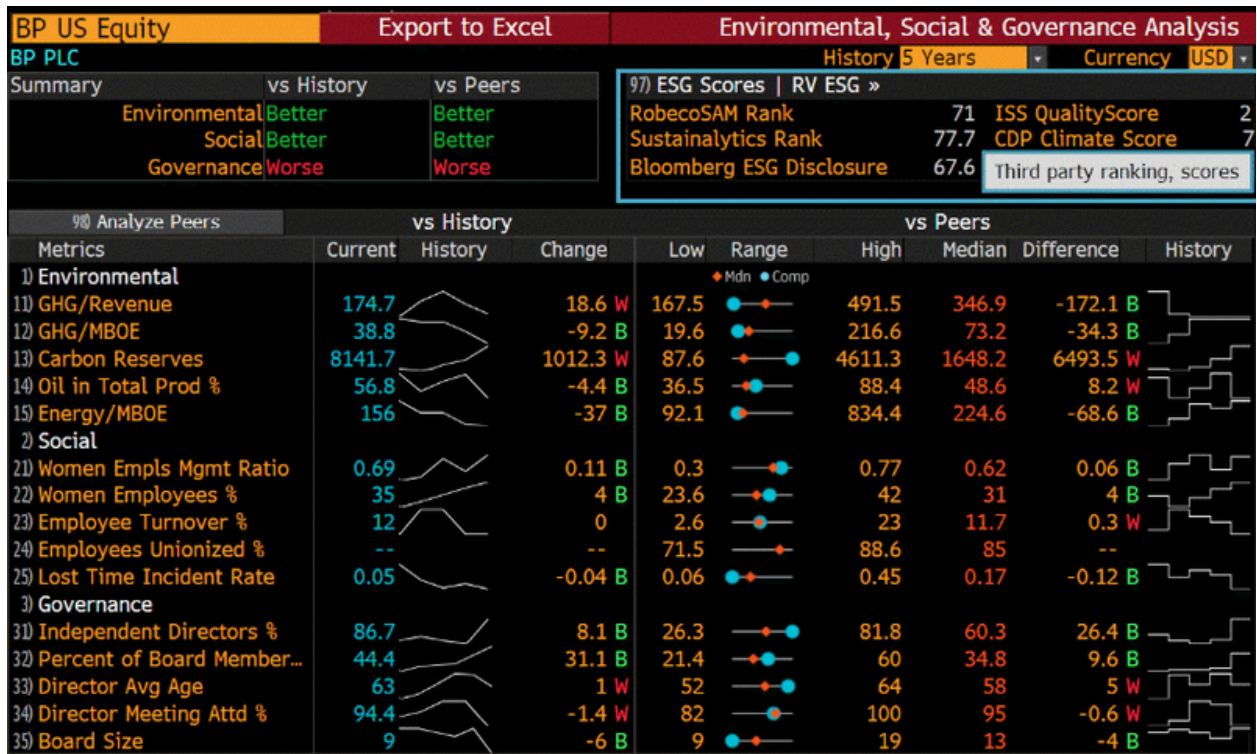 BP US Equity Export to Excel Environmental, Social & Governance Analysis
BP PLC History 5 Years Currency USD
Summary vs History vs Peers
Environmental Better Better
Social Better Better
Governance Worse Worse
97) ESG Scores | RV ESG »
RobecoSAM Rank 71 ISS QualityScore 2
Sustainalytics Rank 77.7 CDP Climate Score 7
Bloomberg ESG Disclosure 67.6 Third party ranking, scores
98) Analyze Peers vs History vs Peers
Metrics Current History Change Low Range High Median Difference History
1) Environmental Mdn Comp
11) GHG/Revenue 174.7 18.6 W 167.5 491.5 346.9 -172.1 B
12) GHG/MBOE 38.8 -9.2 B 19.6 216.6 73.2 -34.3 B
13) Carbon Reserves 8141.7 1012.3 W 87.6 4611.3 1648.2 6493.5 W
14) Oil in Total Prod % 56.8 -4.4 B 36.5 88.4 48.6 8.2 W
15) Energy/MBOE 156 -37 B 92.1 834.4 224.6 -68.6 B
2) Social
21) Women Empls Mgmt Ratio 0.69 0.11 B 0.3 0.77 0.62 0.06 B
22) Women Employees % 35 4 B 23.6 42 31 4 B
23) Employee Turnover % 12 0 2.6 23 11.7 0.3 W
24) Employees Unionized % -- -- 71.5 88.6 85 --
25) Lost Time Incident Rate 0.05 -0.04 B 0.06 0.45 0.17 -0.12 B
3) Governance
31) Independent Directors % 86.7 8.1 B 26.3 81.8 60.3 26.4 B
32) Percent of Board Member... 44.4 31.1 B 21.4 60 34.8 9.6 B
33) Director Avg Age 63 1 W 52 64 58 5 W
34) Director Meeting Attd % 94.4 -1.4 W 82 100 95 -0.6 W
35) Board Size 9 -6 B 9 19 13 -4 B